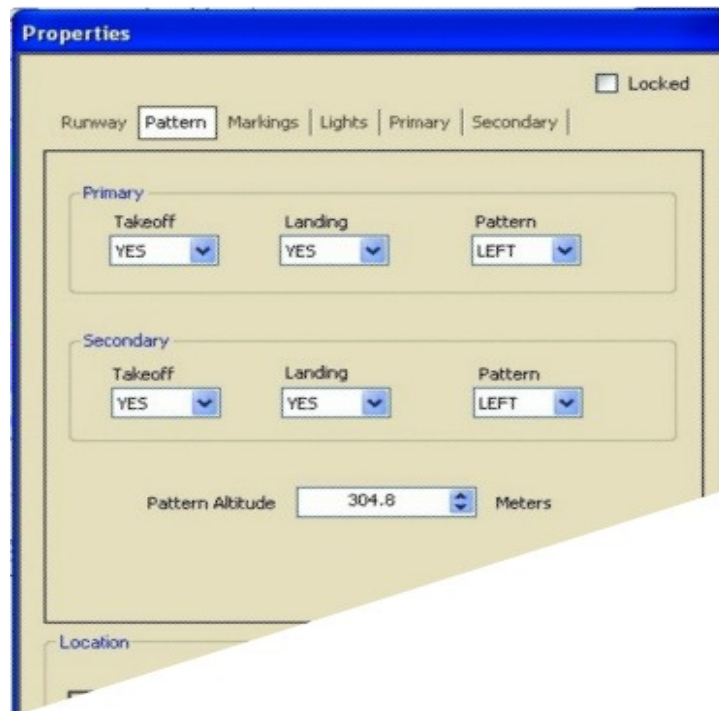 Properties
Locked
Runway Pattern Markings Lights Primary Secondary
Primary
Takeoff Landing Pattern
YES YES LEFT
Secondary
Takeoff Landing Pattern
YES YES LEFT
Pattern Altitude 304.8 Meters
Location